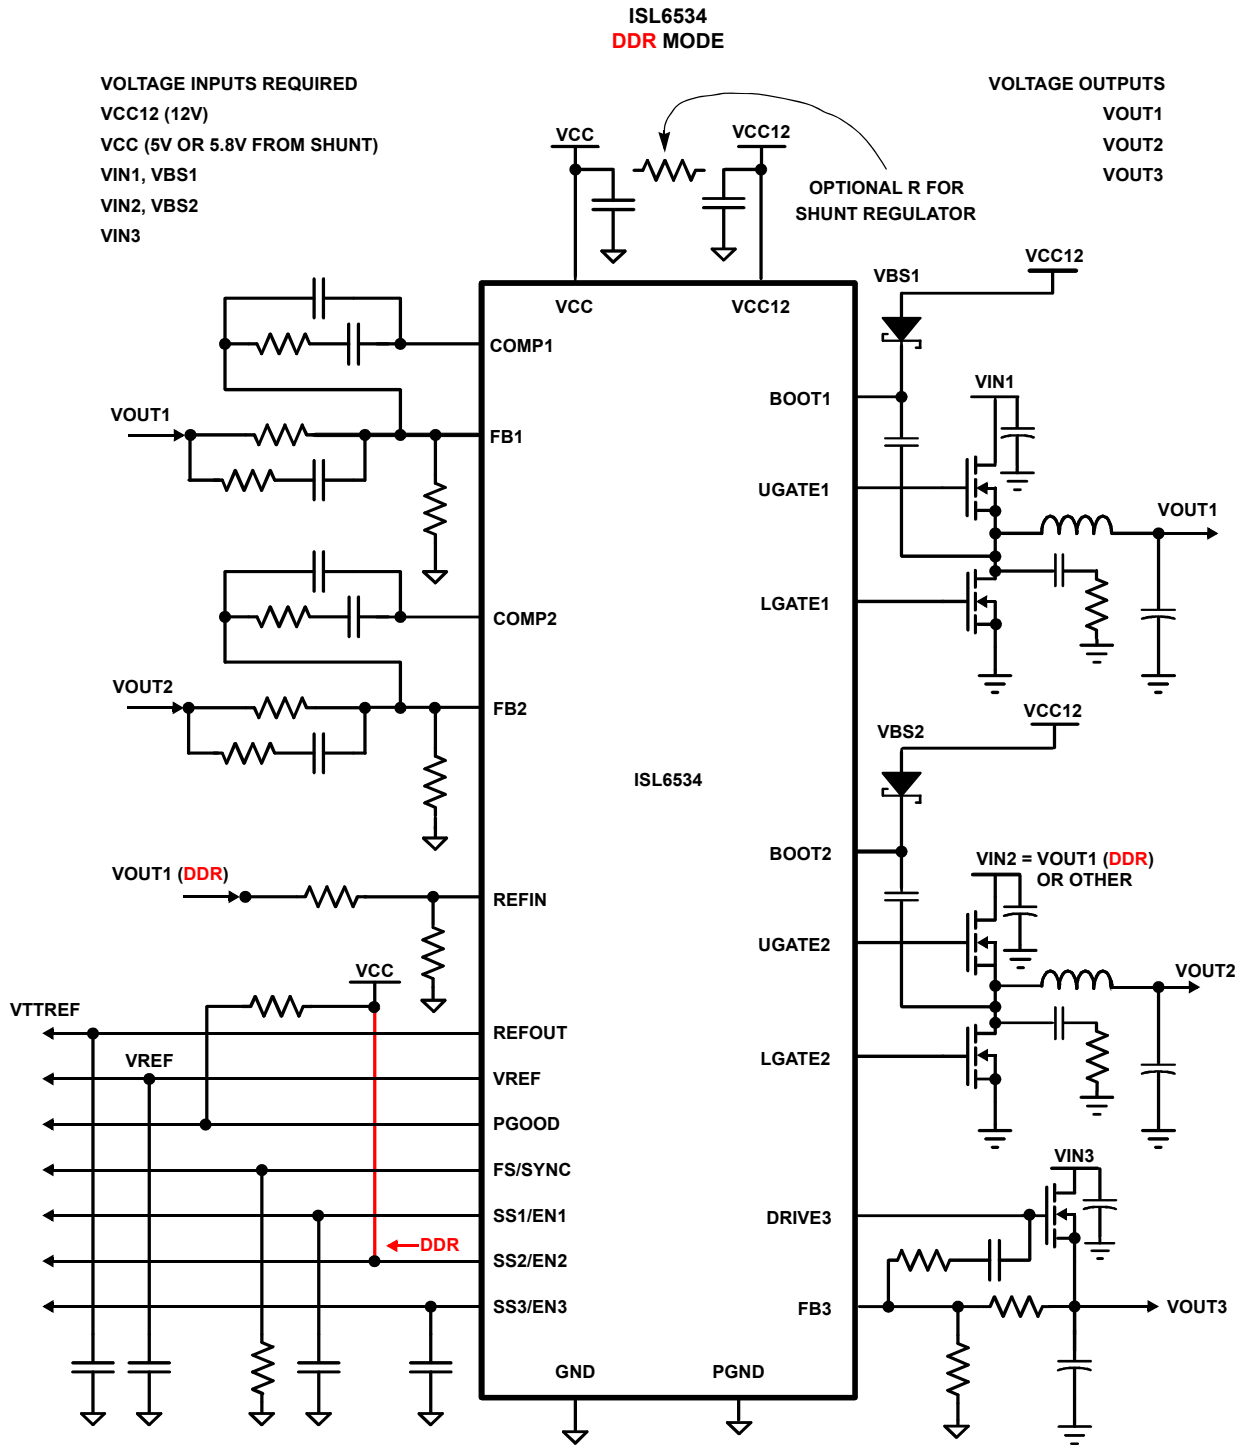 ISL6534
DDR MODE
VOLTAGE INPUTS REQUIRED
VCC12 (12V)
VCC (5V OR 5.8V FROM SHUNT)
VIN1, VBS1
VIN2, VBS2
VIN3
VOLTAGE OUTPUTS
VOUT1
VOUT2
VOUT3
VCC
VCC12
OPTIONAL R FOR
SHUNT REGULATOR
VCC
VCC12
COMP1
VOUT1
FB1
COMP2
VOUT2
FB2
VOUT1 (DDR)
REFIN
VCC
VTTREF
REFOUT
VREF
VREF
PGOOD
FS/SYNC
SS1/EN1
DDR
SS2/EN2
SS3/EN3
GND
PGND
ISL6534
VBS1
VCC12
BOOT1
VIN1
UGATE1
VOUT1
LGATE1
VBS2
VCC12
BOOT2
VIN2 = VOUT1 (DDR)
OR OTHER
UGATE2
VOUT2
LGATE2
VIN3
DRIVE3
FB3
VOUT3